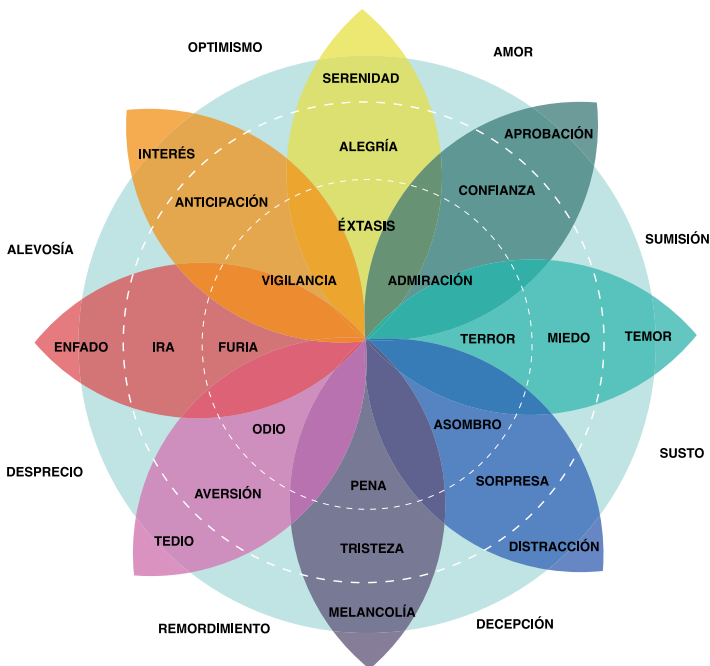 OPTIMISMO
AMOR
SERENIDAD
APROBACIÓN
ALEGRÍA
INTERÉS
CONFIANZA
ANTICIPACIÓN
ÉXTASIS
SUMISIÓN
ALEVOSÍA
VIGILANCIA
ADMIRACIÓN
ENFADO
IRA
FURIA
TERROR
MIEDO
TEMOR
ODIO
ASOMBRO
SUSTO
DESPRECIO
PENA
SORPRESA
AVERSIÓN
TEDIO
TRISTEZA
DISTRACCIÓN
MELANCOLÍA
REMORDIMIENTO
DECEPCIÓN